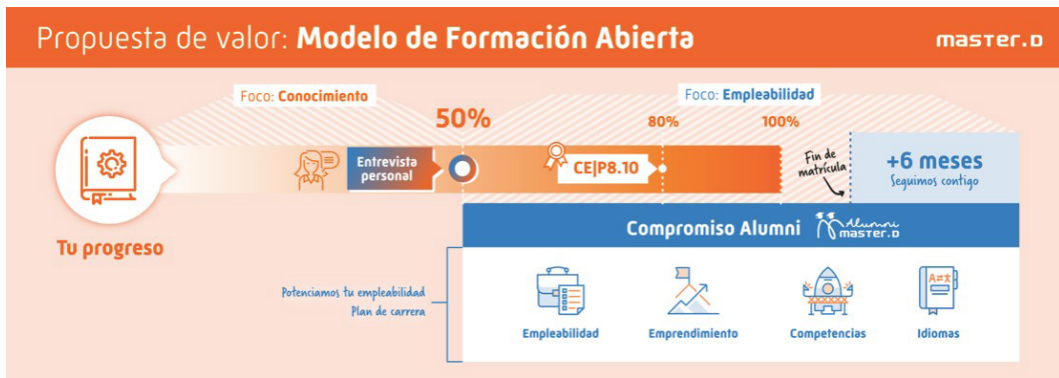 Propuesta de valor: Modelo de Formación Abierta
master.D
Foco: Conocimiento
Foco: Empleabilidad
50%
80%
100%
Entrevista
personal
CE|P8.10
Fin de
matrícula
+6 meses
Seguimos contigo
Tu progreso
Compromiso Alumni
Alumni
master.D
Potenciamos tu empleabilidad
Plan de carrera
Empleabilidad
Emprendimiento
Competencias
Idiomas